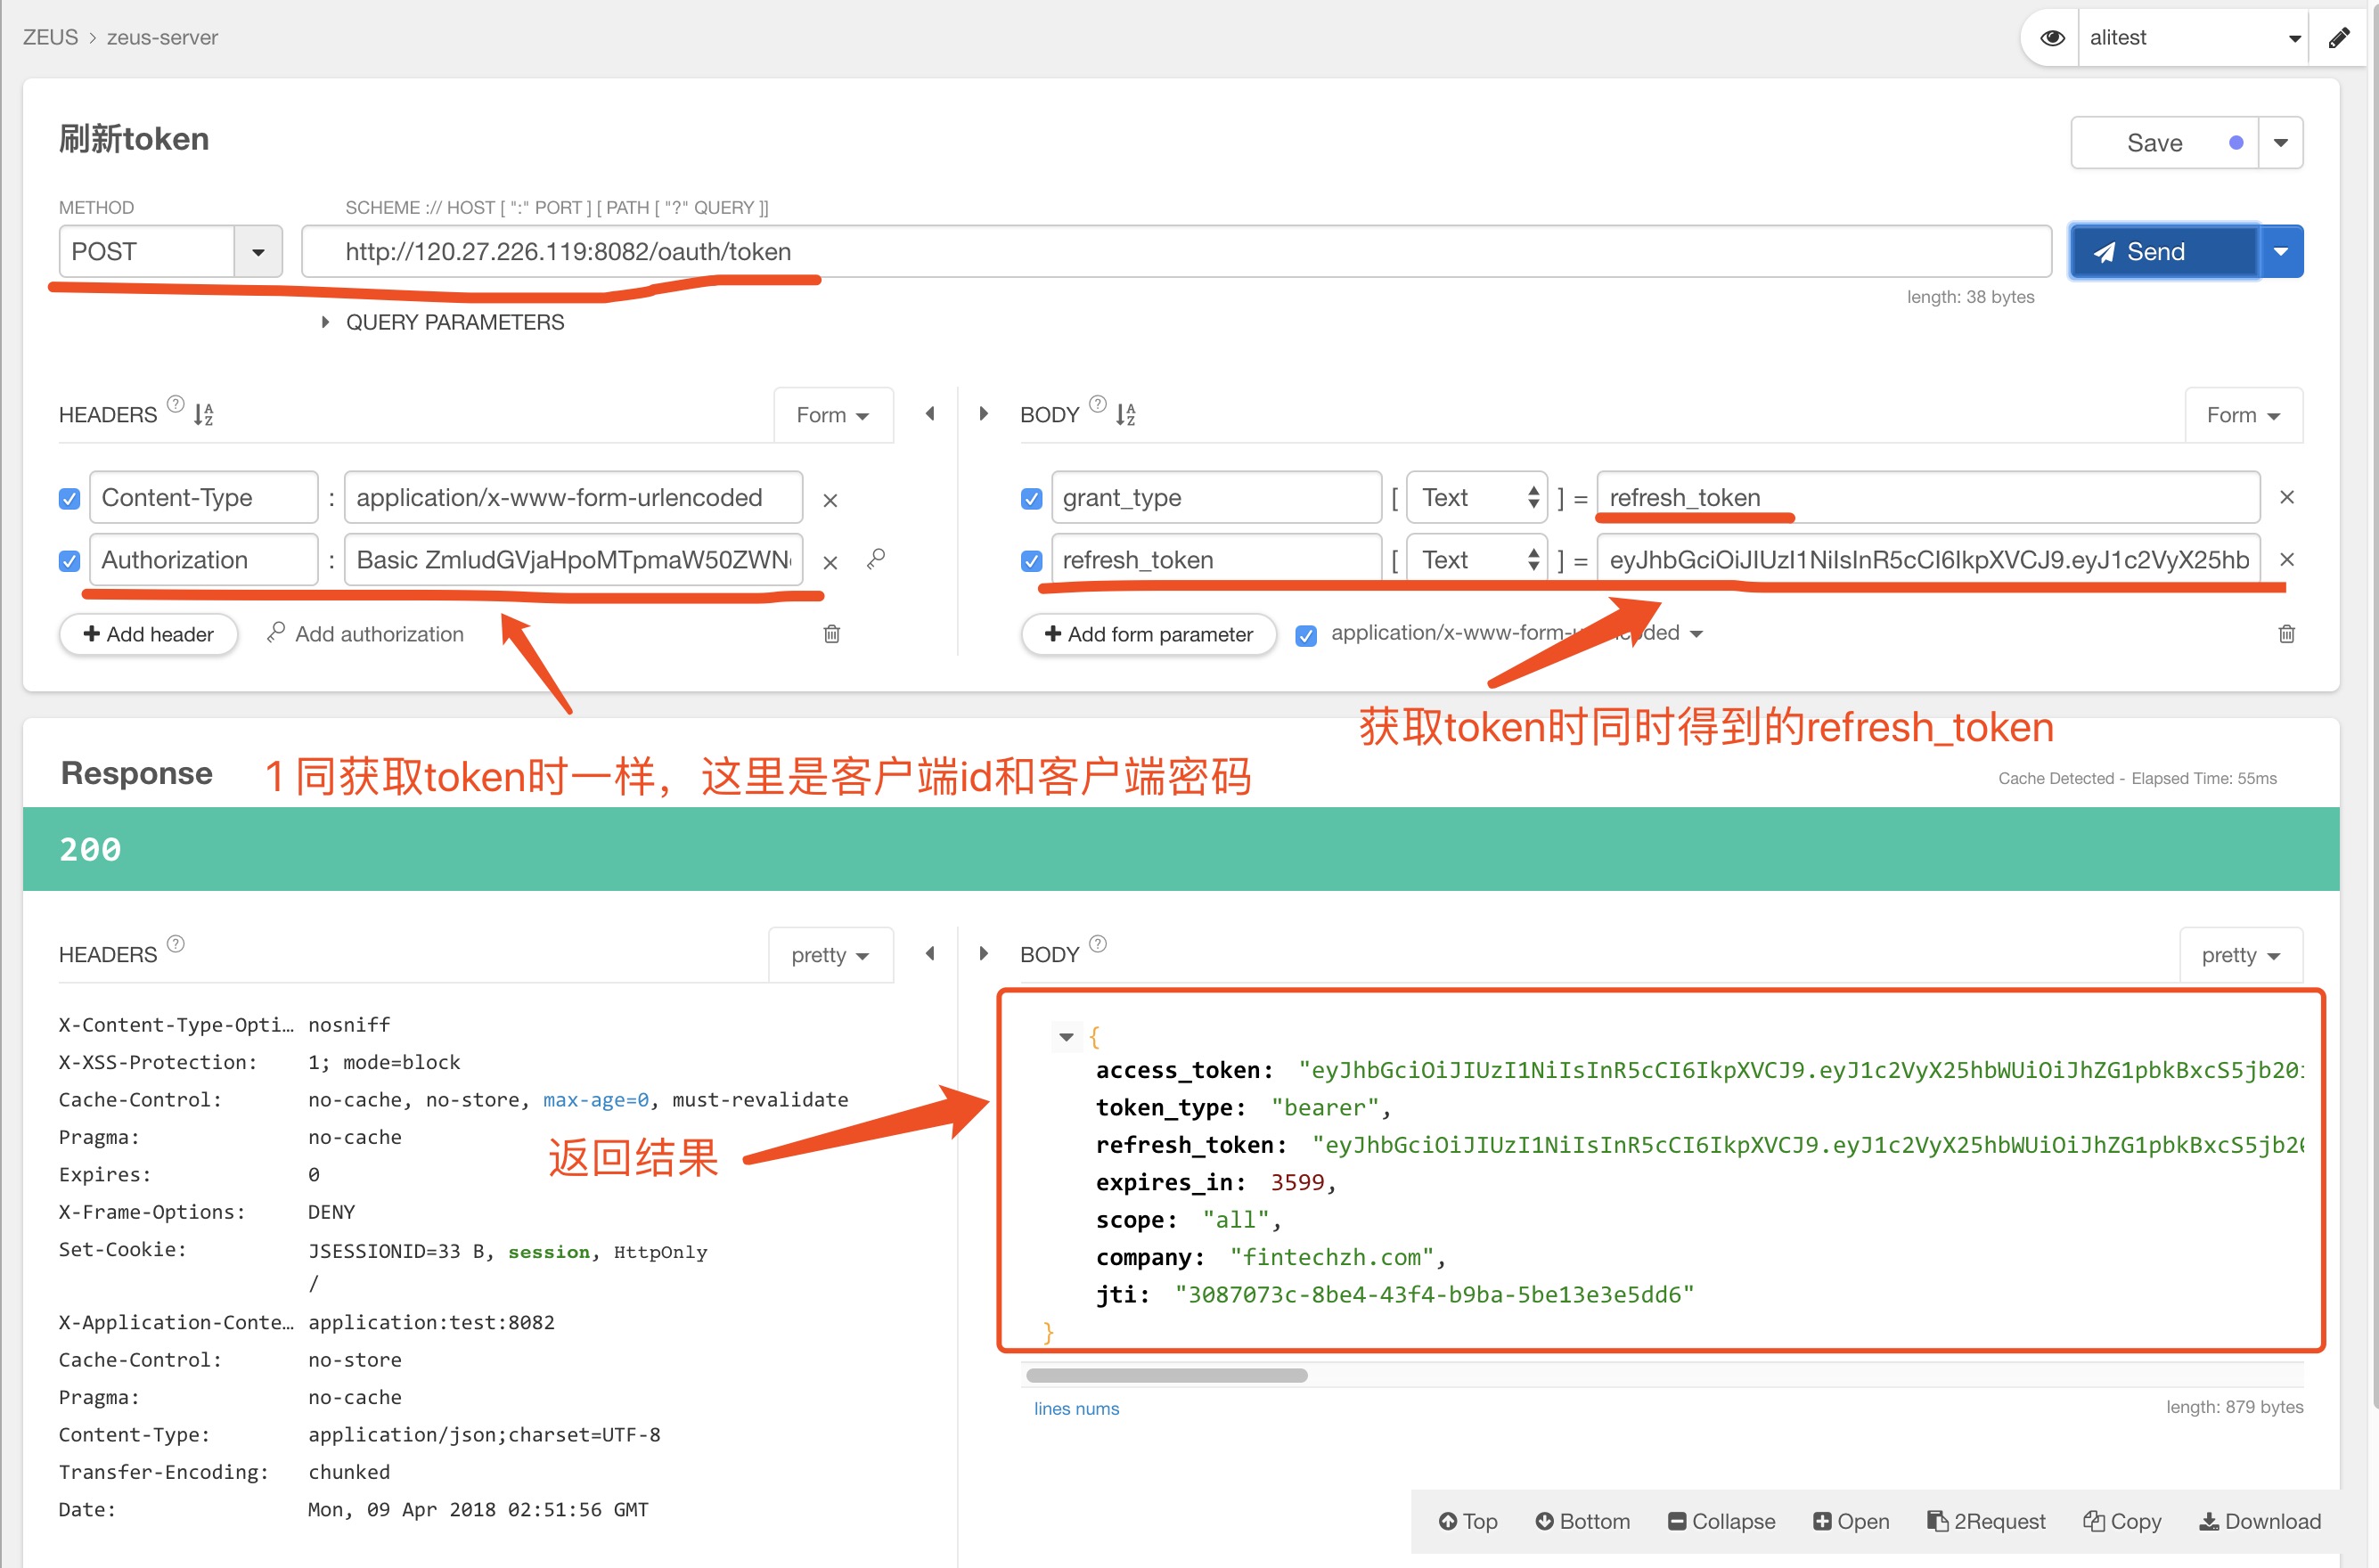 ZEUS > zeus-server
alitest
刷新token
Save
METHOD
SCHEME :// HOST [ ":" PORT ] [ PATH [ "?" QUERY ]]
POST
http://120.27.226.119:8082/oauth/token
Send
length: 38 bytes
QUERY PARAMETERS
HEADERS ?
Form
Content-Type : application/x-www-form-urlencoded
Authorization : Basic ZmludGVjaHpoMTpmaW50ZWN
Add header
Add authorization
BODY ?
Form
grant_type [ Text ] = refresh_token
refresh_token [ Text ] = eyJhbGciOiJIUzI1NiIsInR5cCI6IkpXVCJ9.eyJ1c2VyX25hb
Add form parameter
获取token时同时得到的refresh_token
1 同获取token时一样，这里是客户端id和客户端密码
Response
Cache Detected - Elapsed Time: 55ms
200
HEADERS ?
pretty
X-Content-Type-Opti... nosniff
X-XSS-Protection: 1; mode=block
Cache-Control: no-cache, no-store, max-age=0, must-revalidate
Pragma: no-cache
Expires: 0
X-Frame-Options: DENY
Set-Cookie: JSESSIONID=33 B, session, HttpOnly
/
X-Application-Conte... application:test:8082
Cache-Control: no-store
Pragma: no-cache
Content-Type: application/json;charset=UTF-8
Transfer-Encoding: chunked
Date: Mon, 09 Apr 2018 02:51:56 GMT
返回结果
BODY ?
pretty
{
access_token: "eyJhbGciOiJIUzI1NiIsInR5cCI6IkpXVCJ9.eyJ1c2VyX25hbWUiOiJhZG1pbkBxcS5jb20i
token_type: "bearer",
refresh_token: "eyJhbGciOiJIUzI1NiIsInR5cCI6IkpXVCJ9.eyJ1c2VyX25hbWUiOiJhZG1pbkBxcS5jb20
expires_in: 3599,
scope: "all",
company: "fintechzh.com",
jti: "3087073c-8be4-43f4-b9ba-5be13e3e5dd6"
}
lines nums
length: 879 bytes
Top
Bottom
Collapse
Open
2Request
Copy
Download